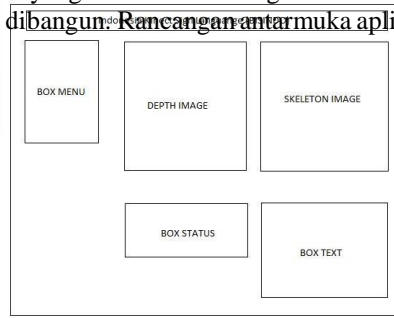 dibangun. Rancangan antarmuka apli
BOX MENU
DEPTH IMAGE
SKELETON IMAGE
BOX STATUS
BOX TEXT